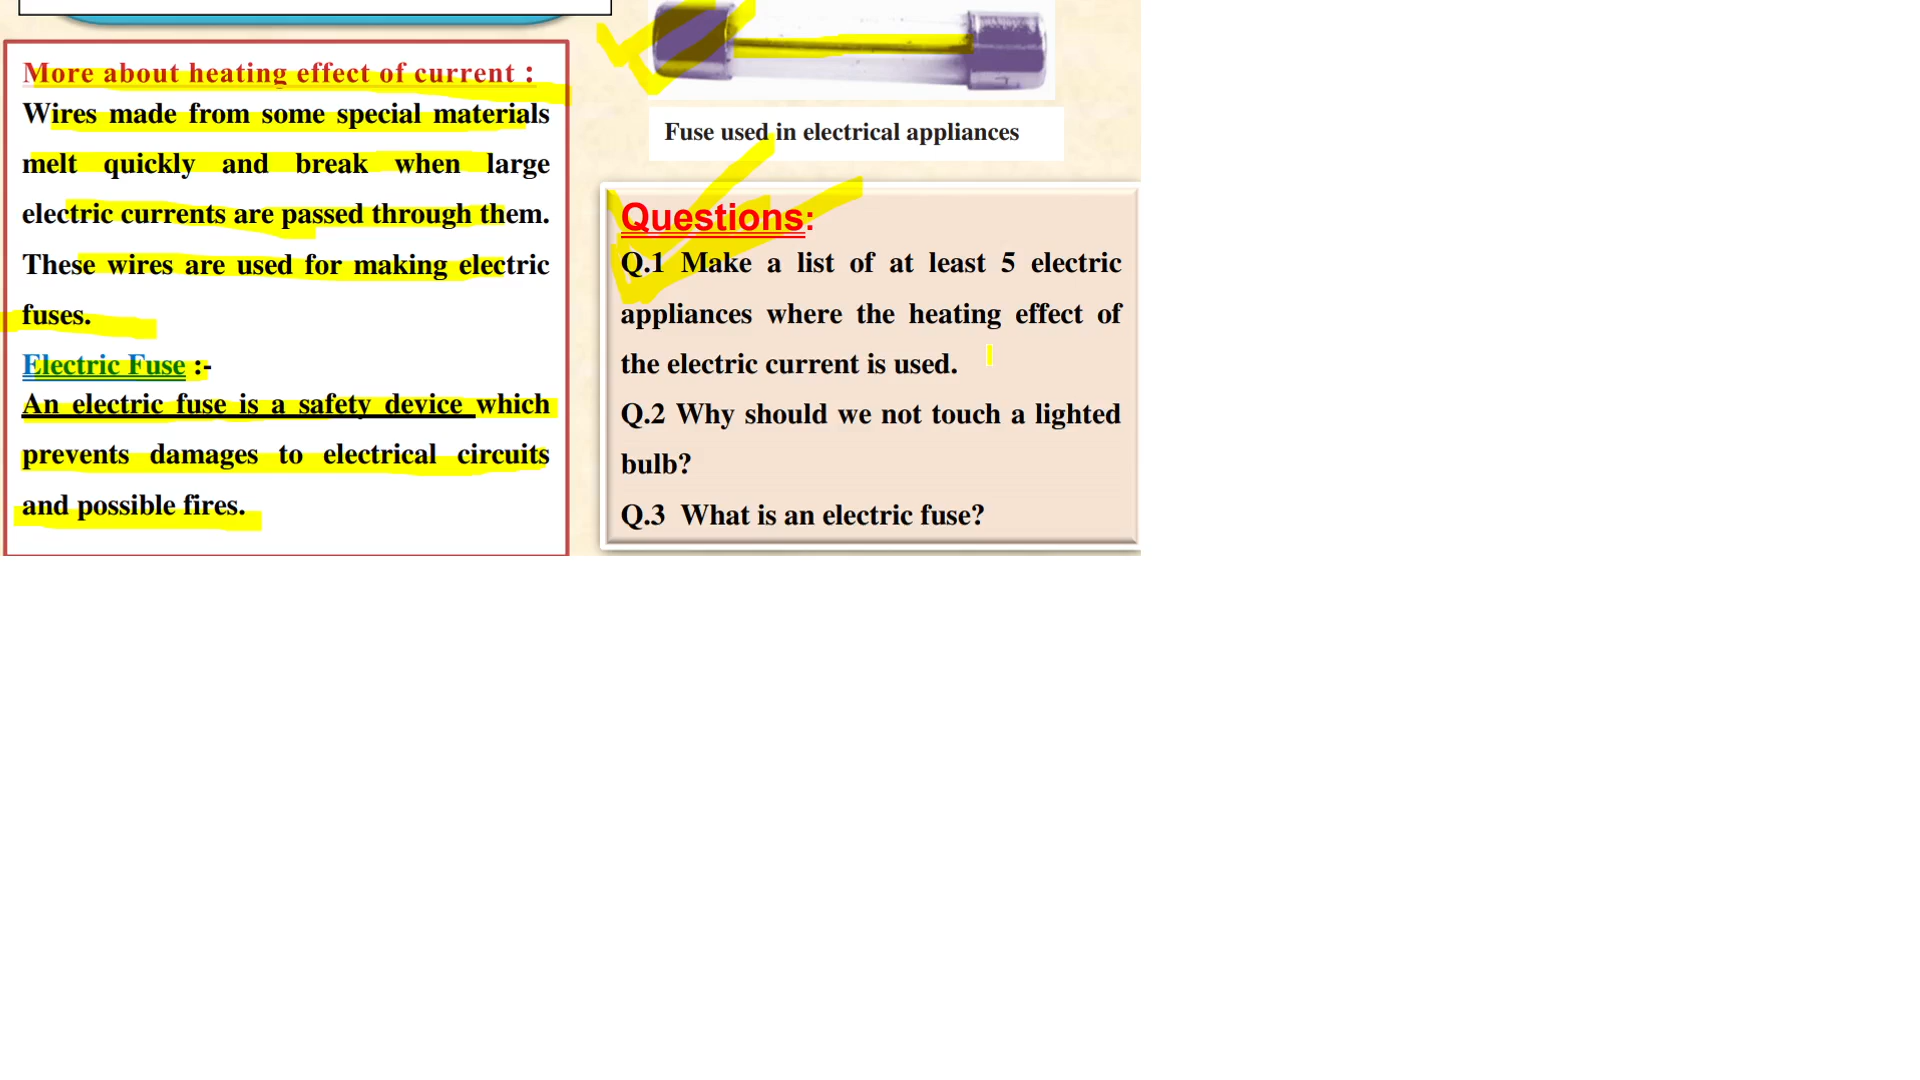 More about heating effect of current :
Wires made from some special materials
melt quickly and break when large
electric currents are passed through them.
These wires are used for making electric
fuses.
Electric Fuse :-
An electric fuse is a safety device which
prevents damages to electrical circuits
and possible fires.
Fuse used in electrical appliances
Questions:
Q.1 Make a list of at least 5 electric
appliances where the heating effect of
the electric current is used.
Q.2 Why should we not touch a lighted
bulb?
Q.3 What is an electric fuse?